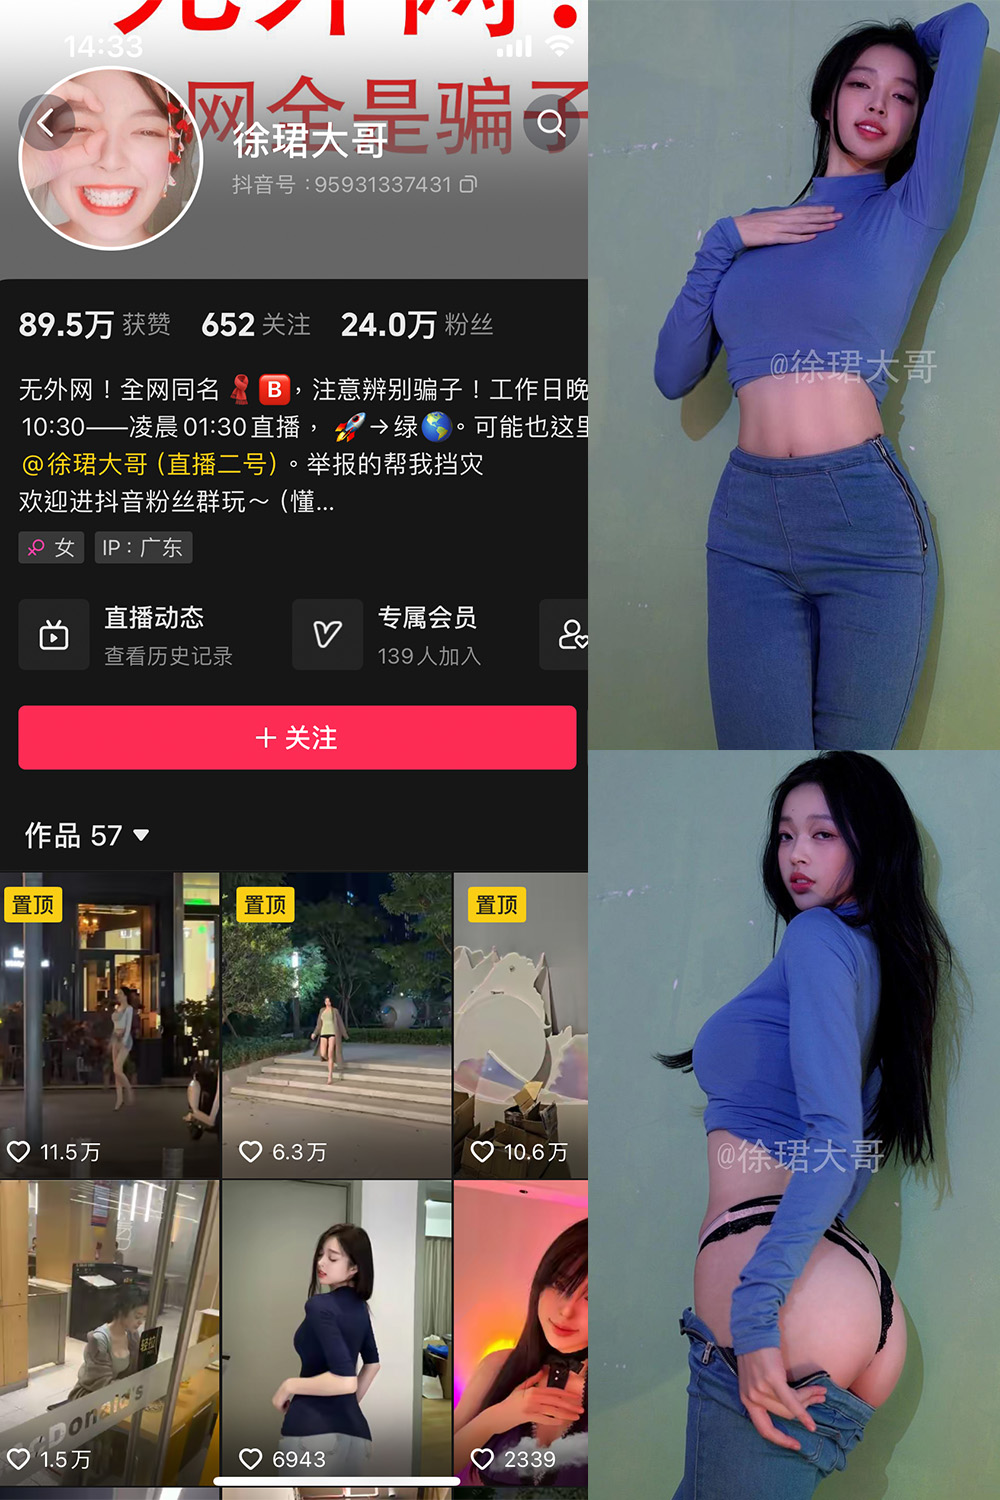 无外网!
14:33
网全是骗子
徐珺大哥
抖音号：95931337431
89.5万 获赞 652 关注 24.0万 粉丝
无外网！全网同名🧣🅱️，注意辨别骗子！工作日晚
10:30——凌晨01:30直播，🚀→绿🌎。可能也这里
@徐珺大哥（直播二号）。举报的帮我挡灾
欢迎进抖音粉丝群玩～（懂...
女 IP：广东
直播动态
查看历史记录
专属会员
139人加入
＋ 关注
作品 57
置顶 置顶 置顶
11.5万 6.3万 10.6万
McDonald's
1.5万 6943 2339
@徐珺大哥
@徐珺大哥